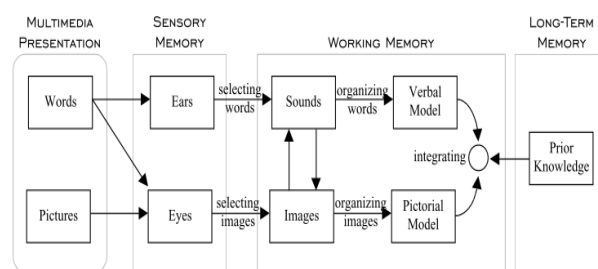 MULTIMEDIA
PRESENTATION
SENSORY
MEMORY
WORKING MEMORY
LONG-TERM
MEMORY
Words
Ears
selecting
words
Sounds
organizing
words
Verbal
Model
integrating
Prior
Knowledge
Pictures
Eyes
selecting
images
Images
organizing
images
Pictorial
Model